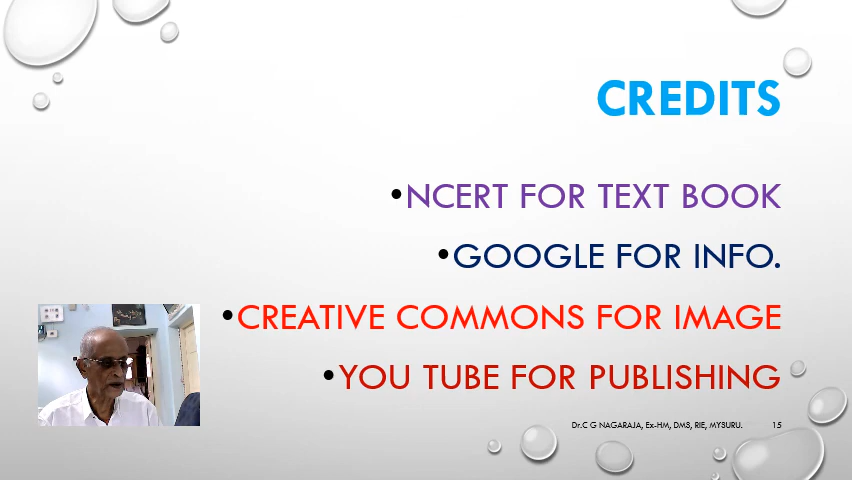 CREDITS
•NCERT FOR TEXT BOOK
•GOOGLE FOR INFO.
•CREATIVE COMMONS FOR IMAGE
•YOU TUBE FOR PUBLISHING
Dr.C G NAGARAJA, Ex-HM, DMS, RIE, MYSURU. 15